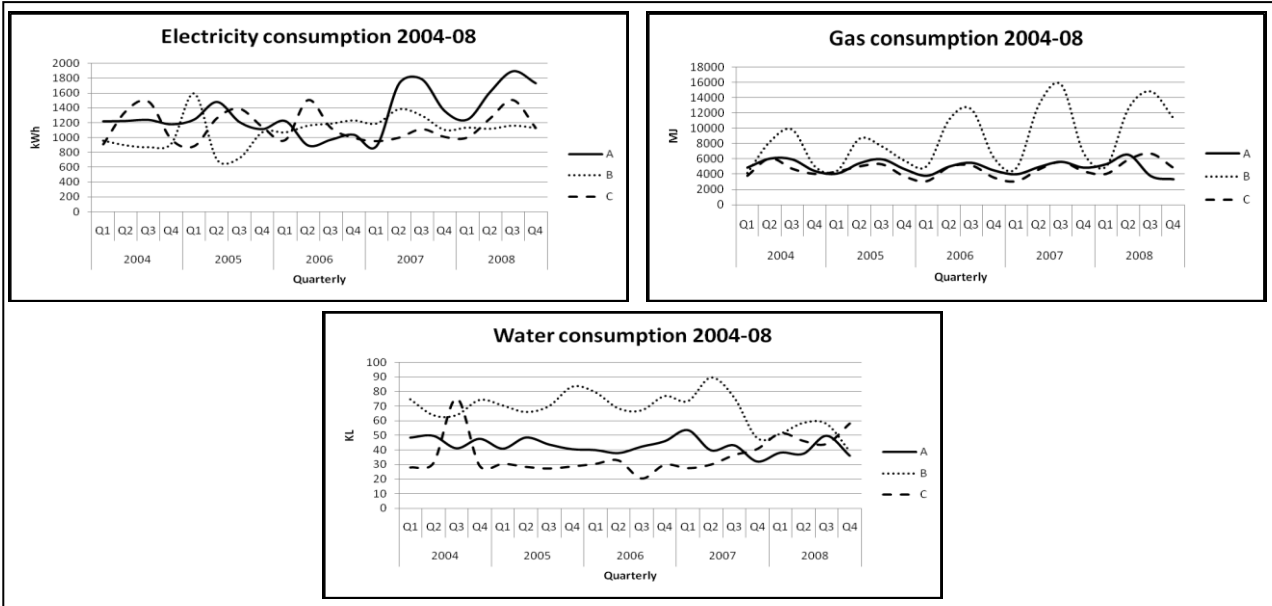 Electricity consumption 2004-08
2000
1800
1600
1400
1200
1000
800
600
400
200
0
kWh
Q1 Q2 Q3 Q4 Q1 Q2 Q3 Q4 Q1 Q2 Q3 Q4 Q1 Q2 Q3 Q4 Q1 Q2 Q3 Q4
2004 2005 2006 2007 2008
Quarterly
A
B
C
Gas consumption 2004-08
18000
16000
14000
12000
10000
8000
6000
4000
2000
0
MJ
Q1 Q2 Q3 Q4 Q1 Q2 Q3 Q4 Q1 Q2 Q3 Q4 Q1 Q2 Q3 Q4 Q1 Q2 Q3 Q4
2004 2005 2006 2007 2008
Quarterly
A
B
C
Water consumption 2004-08
100
90
80
70
60
50
40
30
20
10
0
KL
Q1 Q2 Q3 Q4 Q1 Q2 Q3 Q4 Q1 Q2 Q3 Q4 Q1 Q2 Q3 Q4 Q1 Q2 Q3 Q4
2004 2005 2006 2007 2008
Quarterly
A
B
C